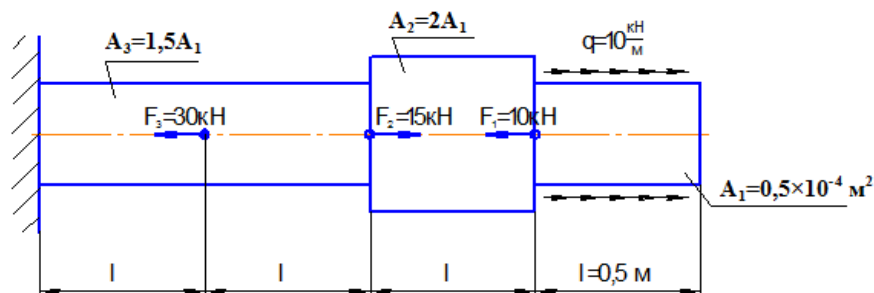 A₂=2A₁
A₃=1,5A₁
q=10 кН/м
F₃=30кН
F₂=15кН
F₁=10кН
A₁=0,5×10⁻⁴ м²
l
l
l
l=0,5 м